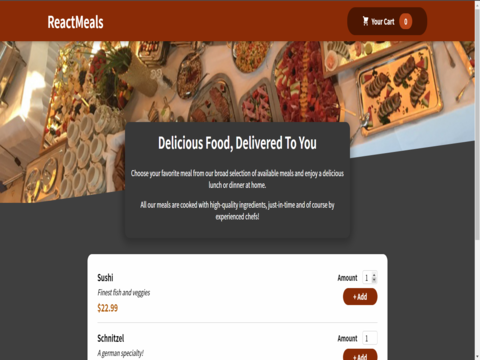 ReactMeals
Your Cart 0
Delicious Food, Delivered To You
Choose your favorite meal from our broad selection of available meals and enjoy a delicious
lunch or dinner at home.
All our meals are cooked with high-quality ingredients, just-in-time and of course by
experienced chefs!
Sushi
Amount 1
Finest fish and veggies
+ Add
$22.99
Schnitzel
Amount 1
A german specialty!
+ Add